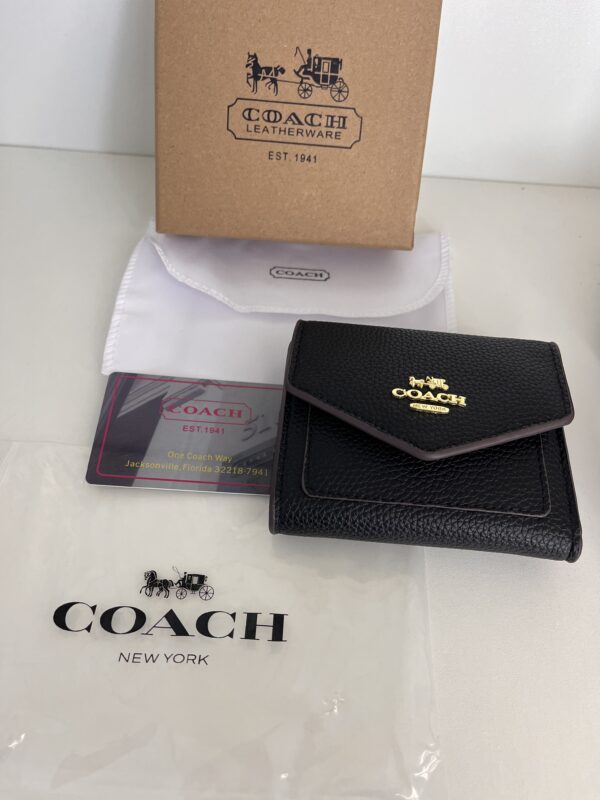 COACH
LEATHERWARE
EST. 1941
COACH
COACH
NEW YORK
COACH
EST.1941
One Coach Way
Jacksonville,Florida 32218-7941
COACH
NEW YORK